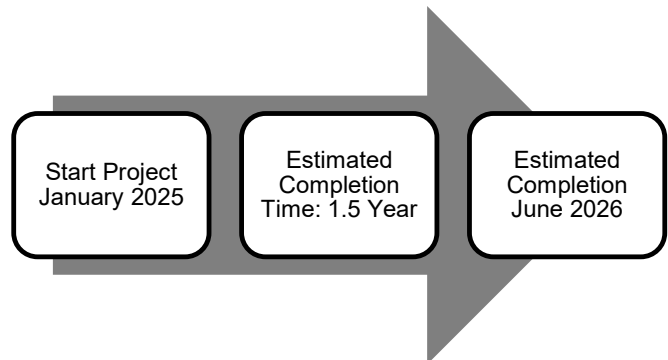 Start Project
January 2025
Estimated
Completion
Time: 1.5 Year
Estimated
Completion
June 2026